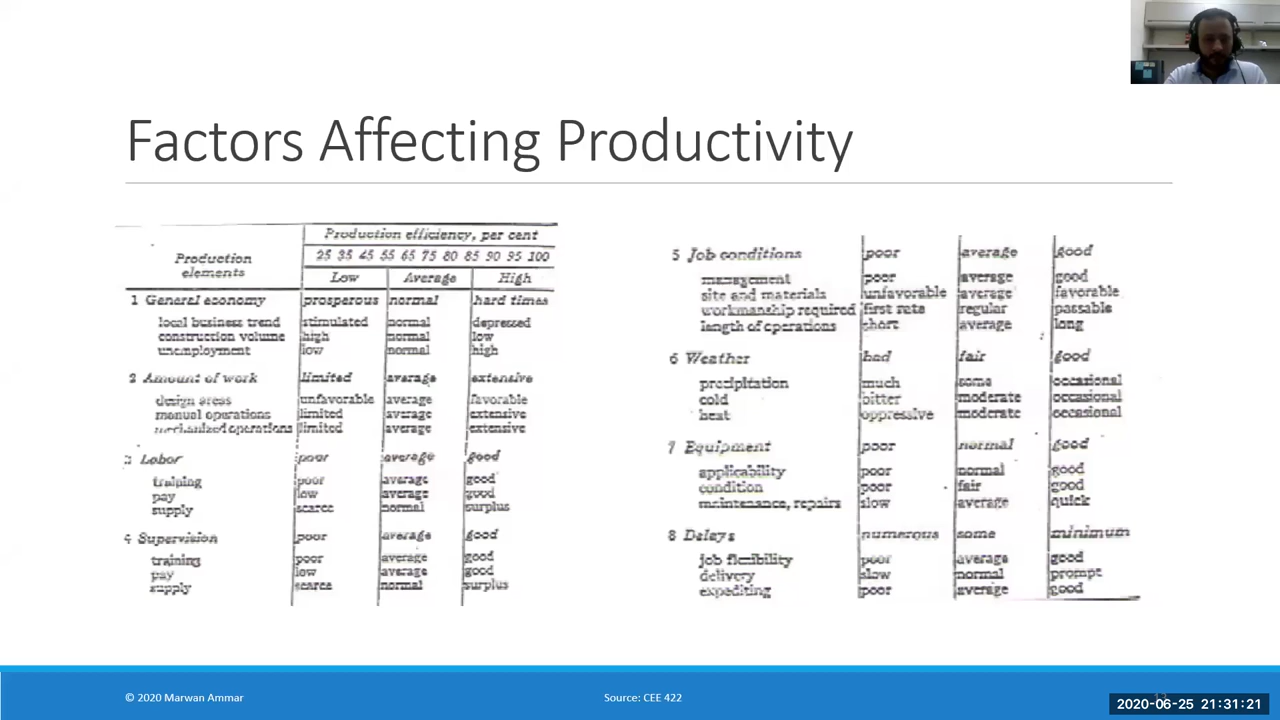 Factors Affecting Productivity
Production efficiency, per cent
Production elements
25 35 45 55 65 75 80 85 90 95 100
Low Average High
1 General economy prosperous normal hard times
local business trend stimulated normal depressed
construction volume high normal low
unemployment low normal high
2 Amount of work limited average extensive
design areas unfavorable average favorable
manual operations limited average extensive
mechanized operations limited average extensive
3 Labor poor average good
training poor average good
pay low average good
supply scarce normal surplus
4 Supervision poor average good
training poor average good
pay low average good
supply scarce normal surplus
5 Job conditions poor average good
management poor average good
site and materials unfavorable average favorable
workmanship required first rate regular passable
length of operations short average long
6 Weather bad fair good
precipitation much some occasional
cold bitter moderate occasional
heat oppressive moderate occasional
7 Equipment poor normal good
applicability poor normal good
condition poor fair good
maintenance, repairs slow average quick
8 Delays numerous some minimum
job flexibility poor average good
delivery slow normal prompt
expediting poor average good
© 2020 Marwan Ammar
Source: CEE 422
2020-06-25 21:31:21